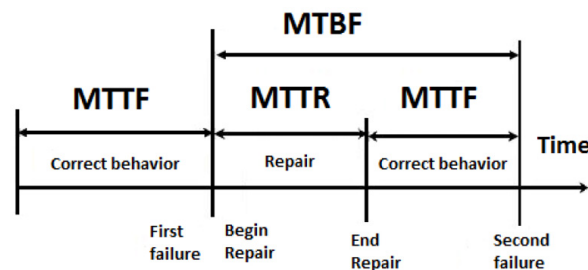 MTBF
MTTF MTTR MTTF
Time
Correct behavior Repair Correct behavior
First failure
Begin Repair
End Repair
Second failure